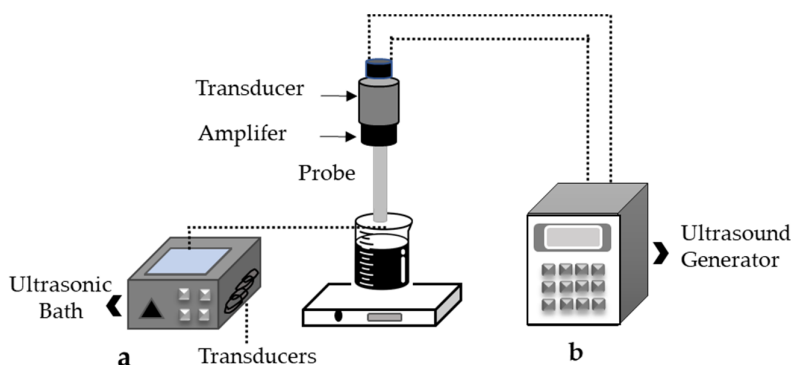 Transducer
Amplifer
Probe
Ultrasonic
Bath
Ultrasound
Generator
a
Transducers
b